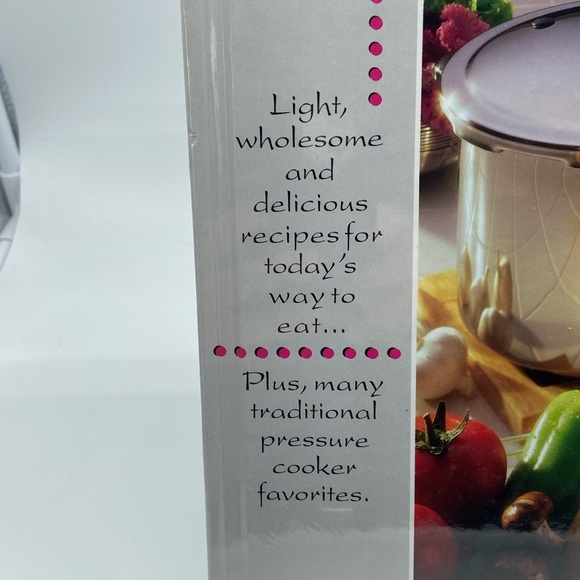 Light,
wholesome
and
delicious
recipes for
today's
way to
eat...
Plus, many
traditional
pressure
cooker
favorites.